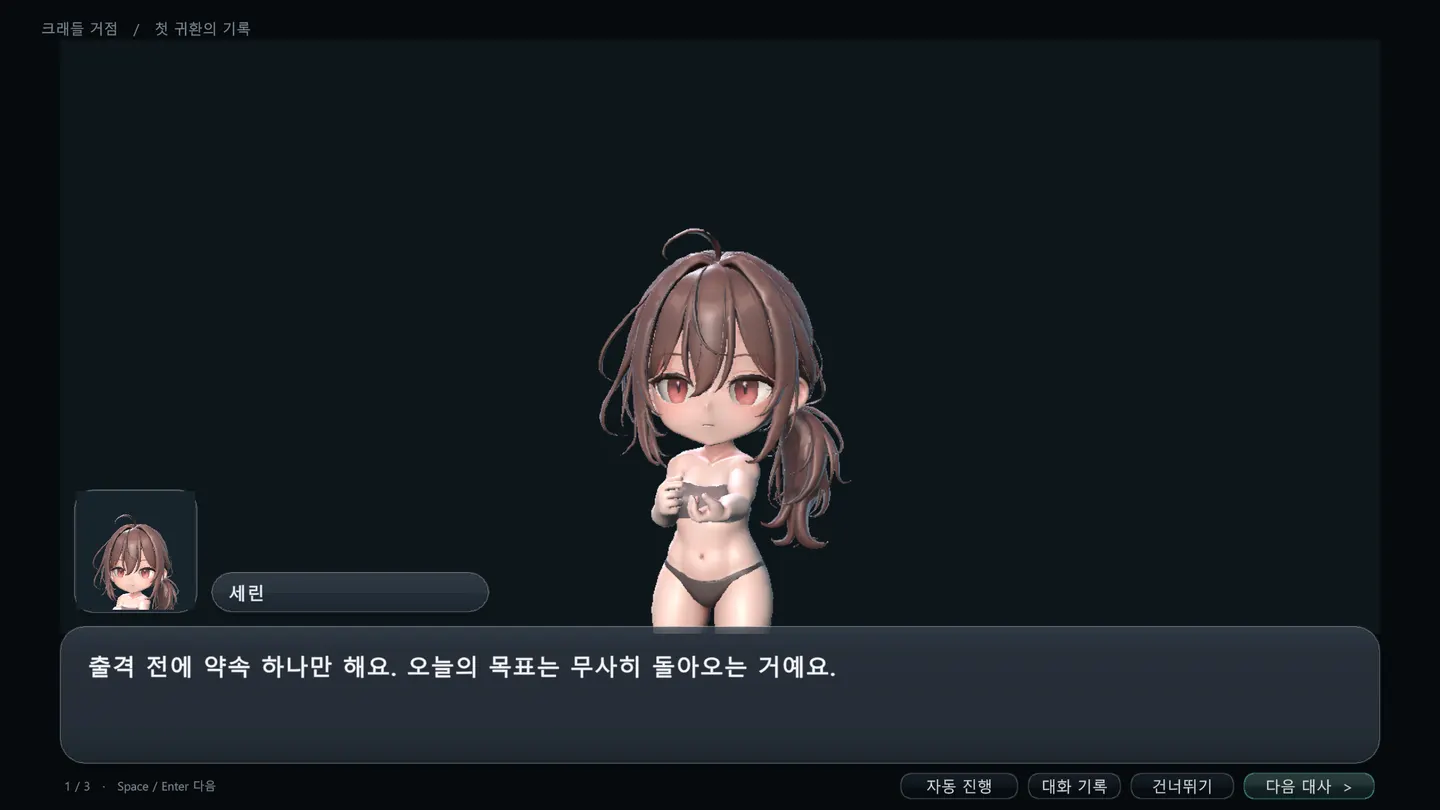 크래들 거점 / 첫 귀환의 기록
세린
출격 전에 약속 하나만 해요. 오늘의 목표는 무사히 돌아오는 거예요.
1 / 3 · Space / Enter 다음
자동 진행
대화 기록
건너뛰기
다음 대사 >